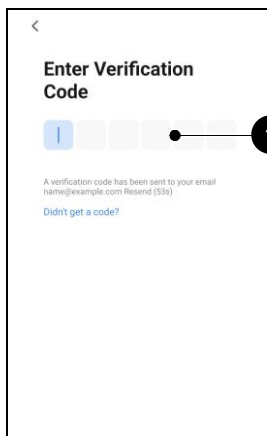 Enter Verification
Code
A verification code has been sent to your email
name@example.com Resend (53s)
Didn't get a code?